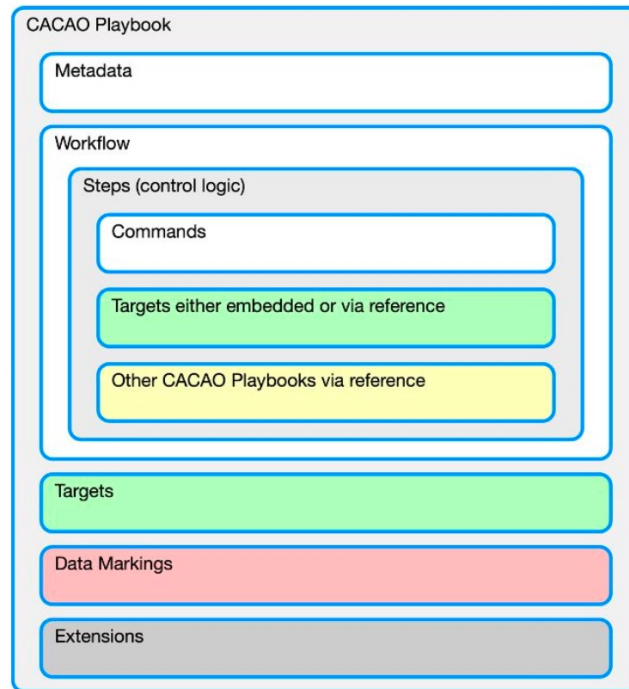 CACAO Playbook
Metadata
Workflow
Steps (control logic)
Commands
Targets either embedded or via reference
Other CACAO Playbooks via reference
Targets
Data Markings
Extensions